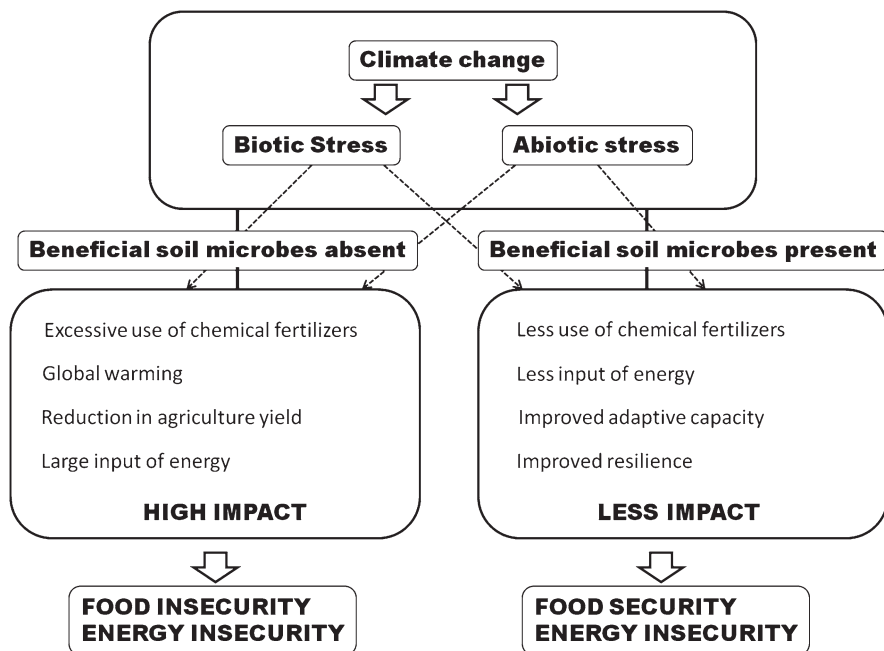 Climate change
Biotic Stress
Abiotic stress
Beneficial soil microbes absent
Beneficial soil microbes present
Excessive use of chemical fertilizers
Global warming
Reduction in agriculture yield
Large input of energy
HIGH IMPACT
Less use of chemical fertilizers
Less input of energy
Improved adaptive capacity
Improved resilience
LESS IMPACT
FOOD INSECURITY
ENERGY INSECURITY
FOOD SECURITY
ENERGY INSECURITY